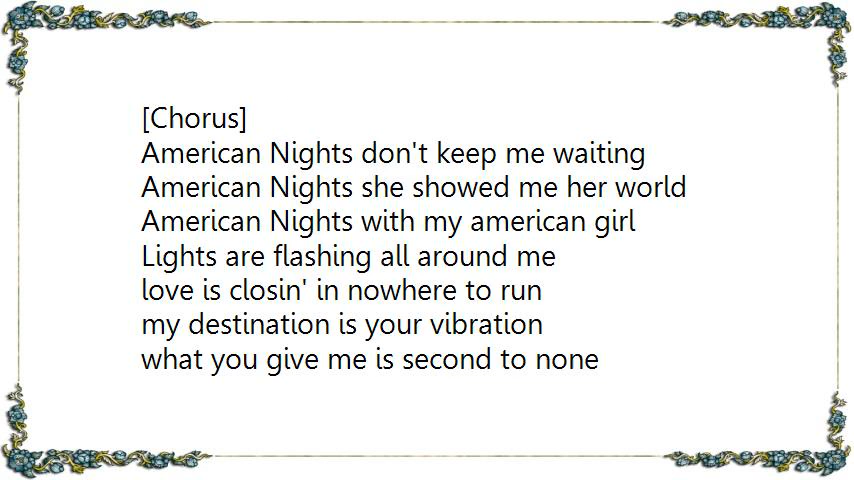 [Chorus]
American Nights don't keep me waiting
American Nights she showed me her world
American Nights with my american girl
Lights are flashing all around me
love is closin' in nowhere to run
my destination is your vibration
what you give me is second to none